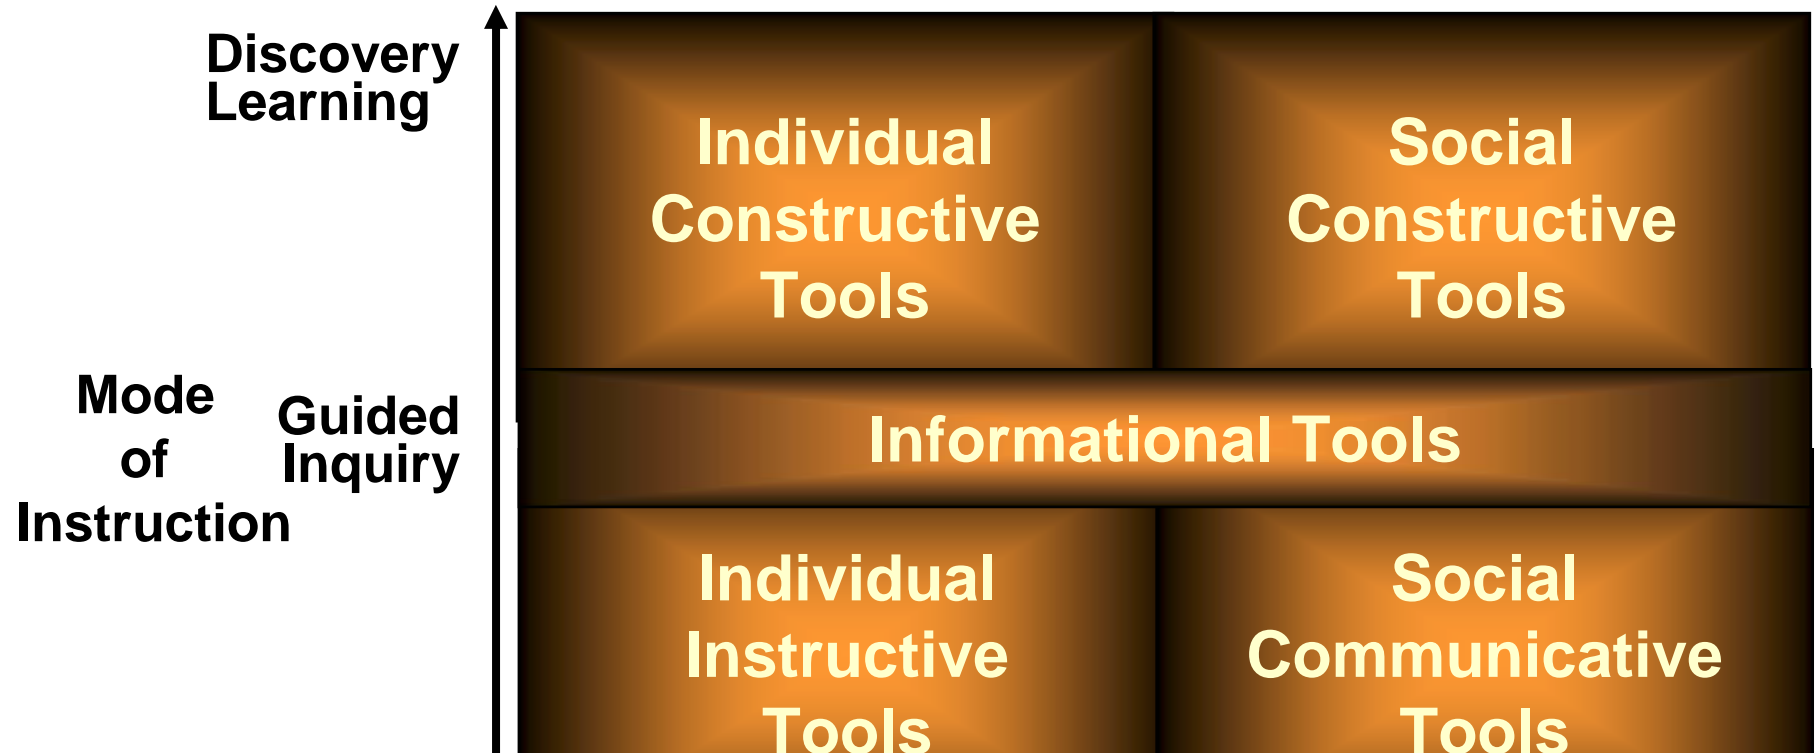 Discovery
Learning
Individual
Constructive
Tools
Social
Constructive
Tools
Mode
of
Instruction
Guided
Inquiry
Informational Tools
Individual
Instructive
Tools
Social
Communicative
Tools